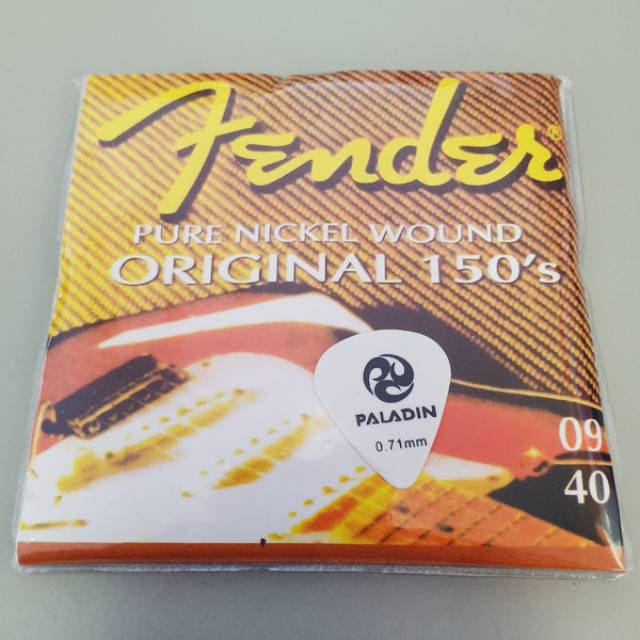 Fender®
PURE NICKEL WOUND
ORIGINAL 150's
PALADIN
0.71mm
09
40